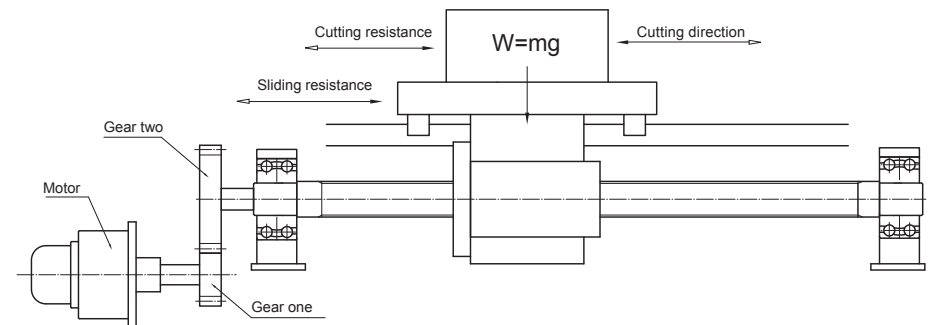 Cutting resistance
W=mg
Cutting direction
Sliding resistance
Gear two
Motor
Gear one